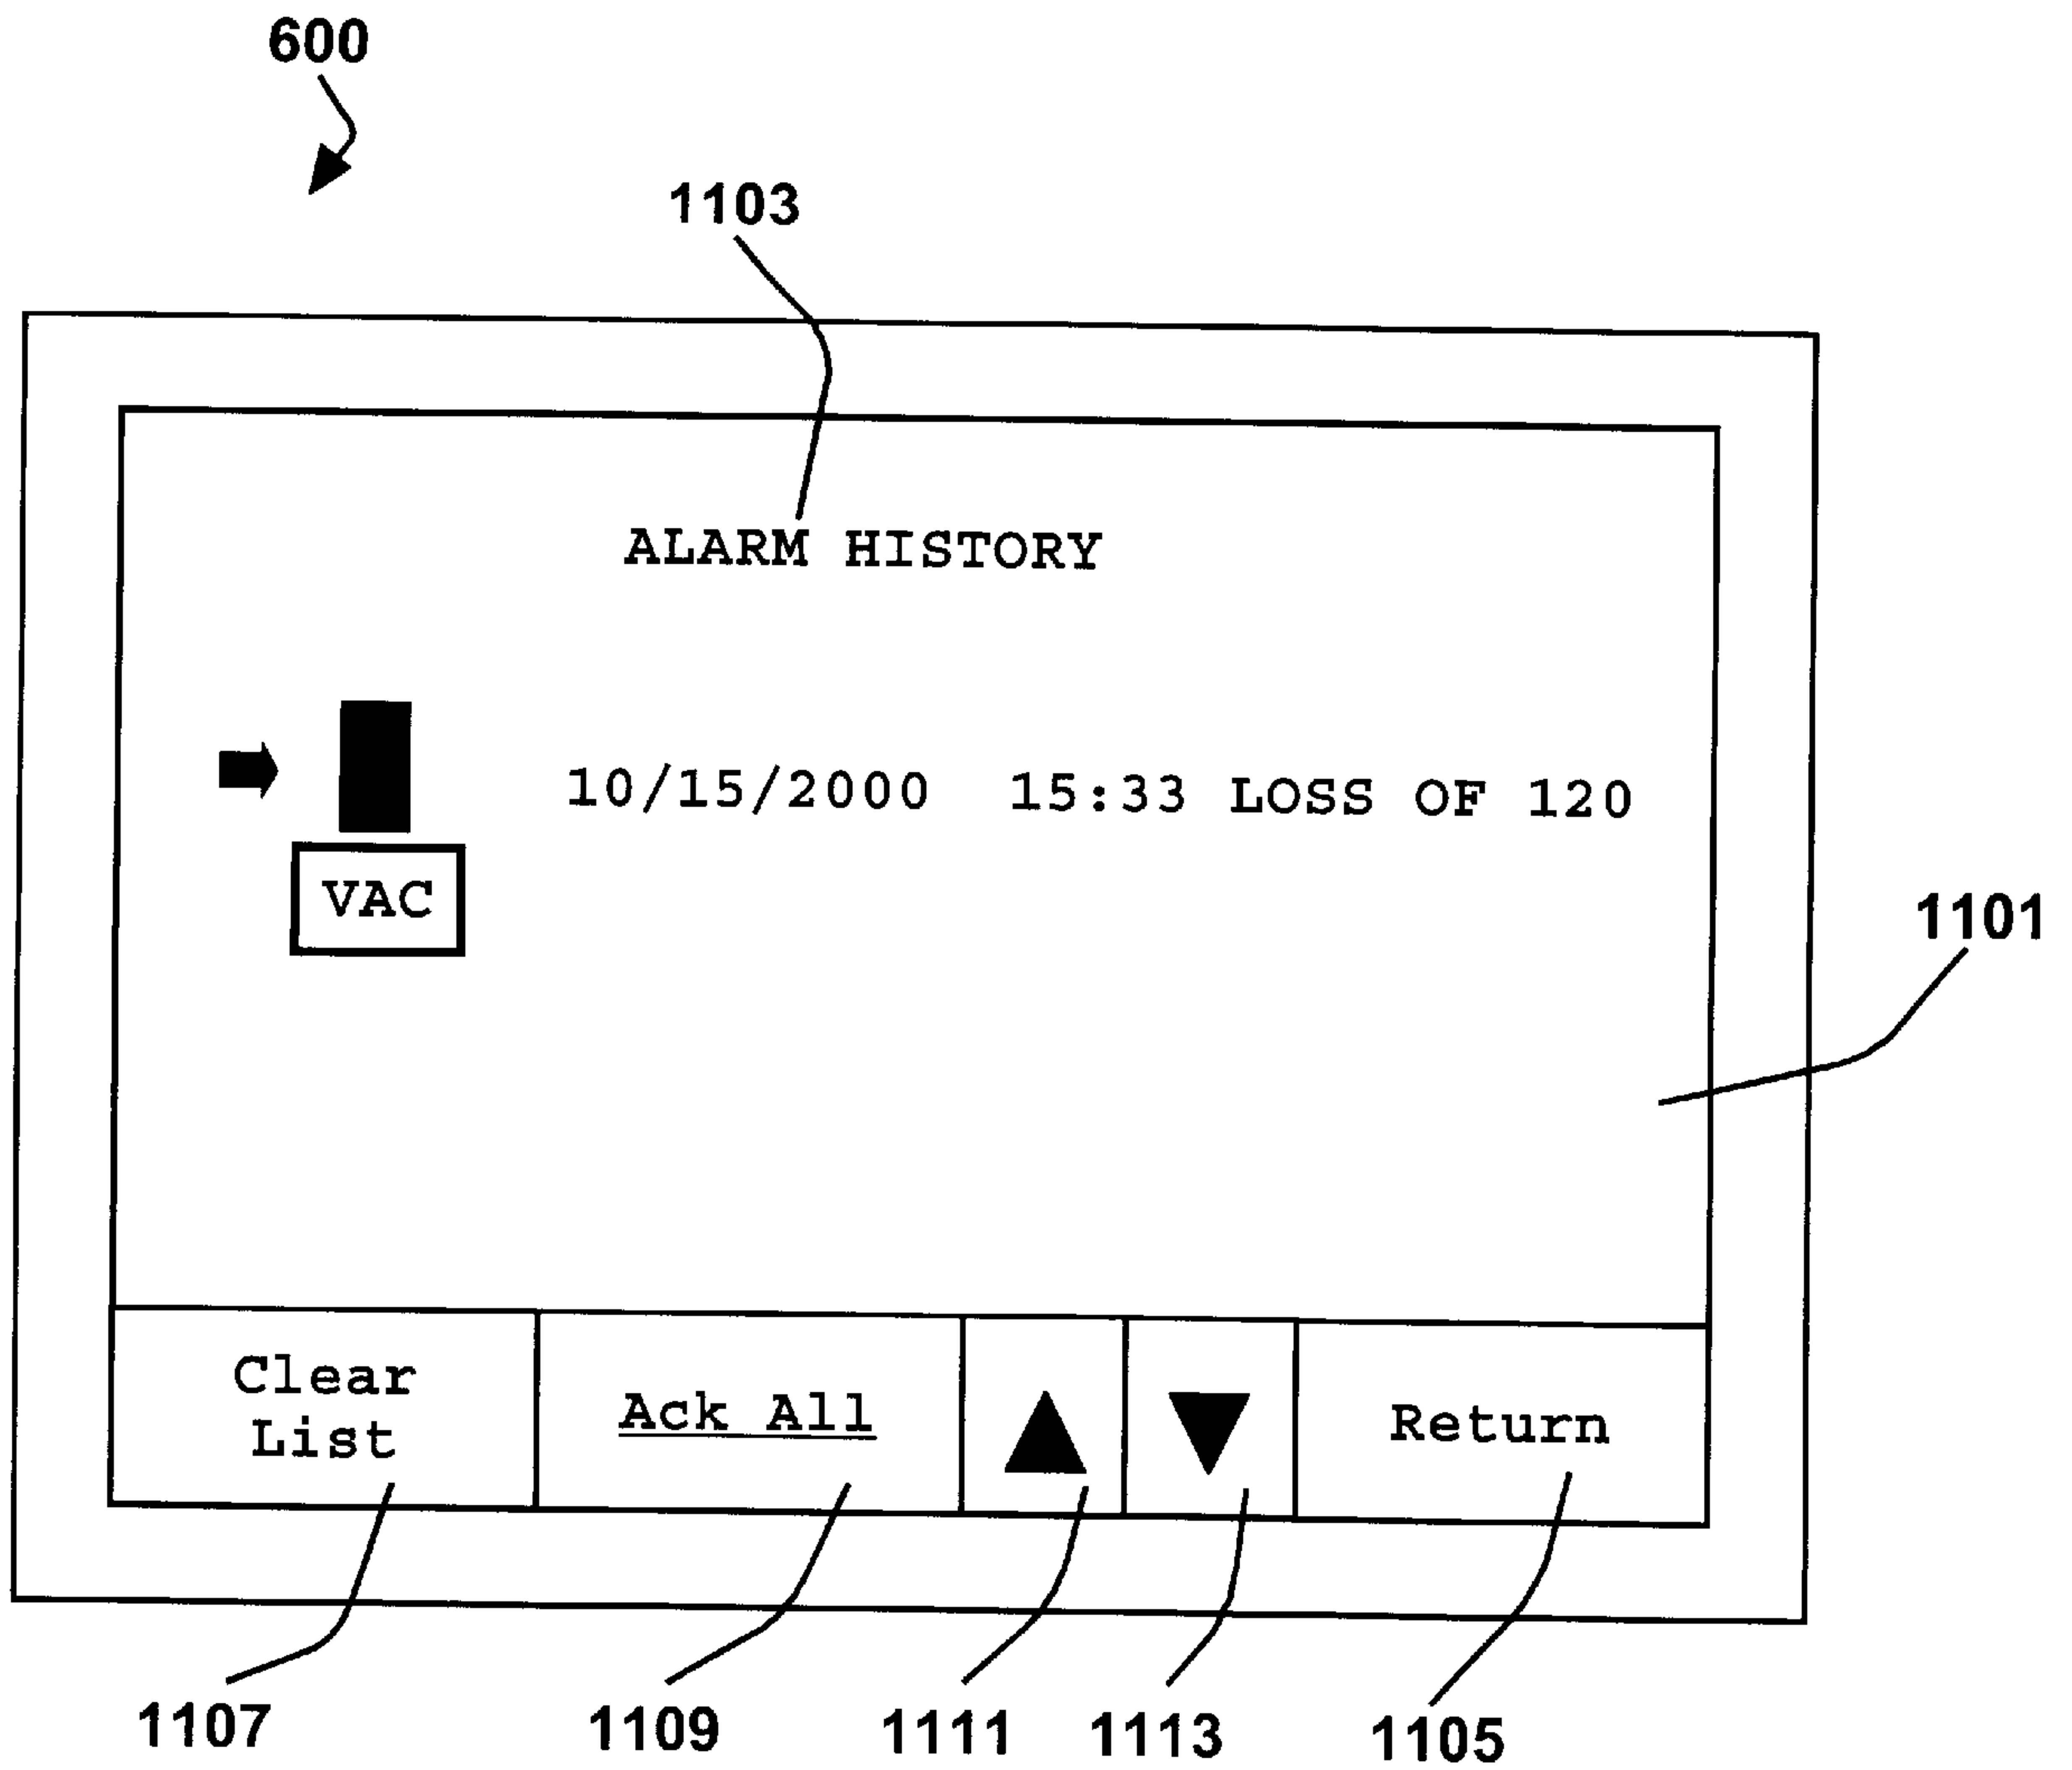 600
1103
ALARM HISTORY
10/15/2000 15:33 LOSS OF 120
VAC
1101
Clear
List
Ack All
Return
1107
1109
1111
1113
1105